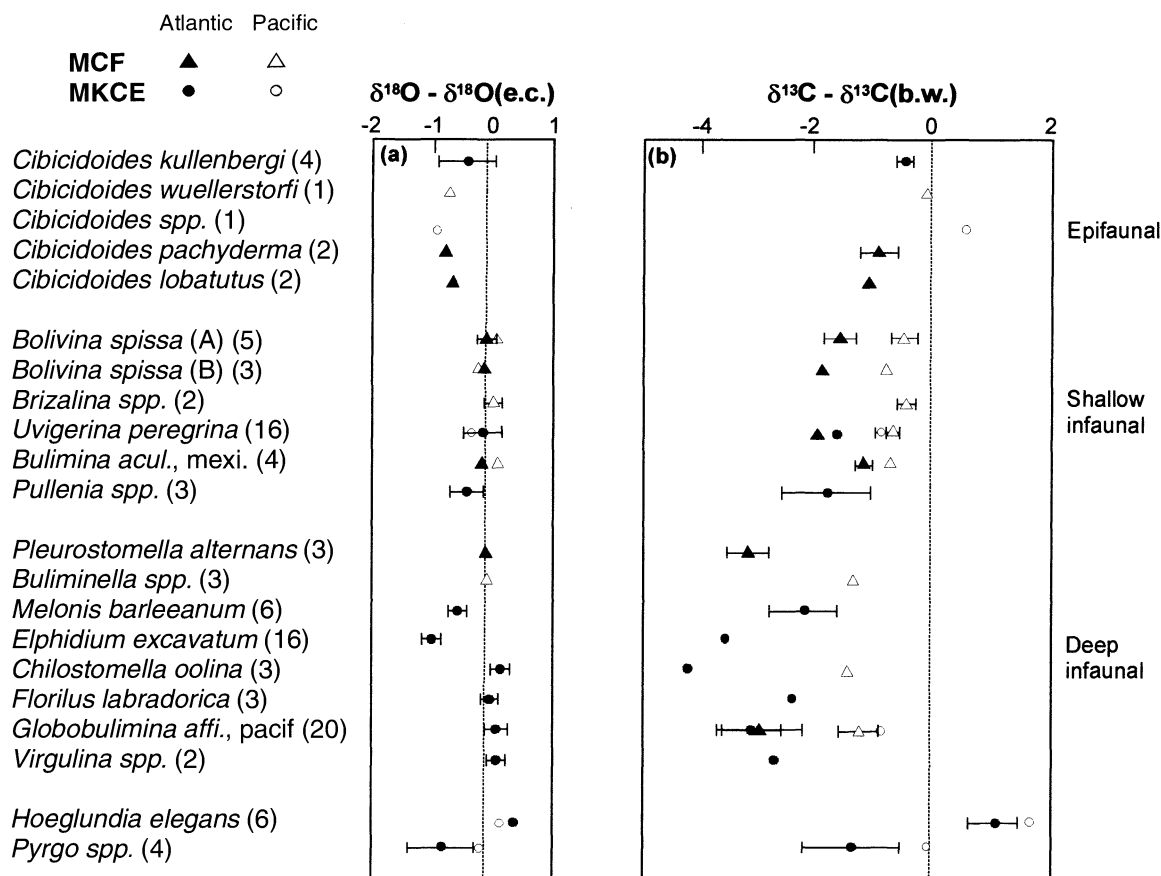 Atlantic Pacific
MCF
MKCE
δ¹⁸O - δ¹⁸O(e.c.) δ¹³C - δ¹³C(b.w.)
-2 -1 0 1 -4 -2 0 2
(a) (b)
Cibicidoides kullenbergi (4)
Cibicidoides wuellerstorfi (1)
Cibicidoides spp. (1)
Epifaunal
Cibicidoides pachyderma (2)
Cibicidoides lobatutus (2)
Bolivina spissa (A) (5)
Bolivina spissa (B) (3)
Brizalina spp. (2)
Shallow
infaunal
Uvigerina peregrina (16)
Bulimina acul., mexi. (4)
Pullenia spp. (3)
Pleurostomella alternans (3)
Buliminella spp. (3)
Melonis barleeanum (6)
Elphidium excavatum (16)
Deep
infaunal
Chilostomella oolina (3)
Florilus labradorica (3)
Globobulimina affi., pacif (20)
Virgulina spp. (2)
Hoeglundia elegans (6)
Pyrgo spp. (4)